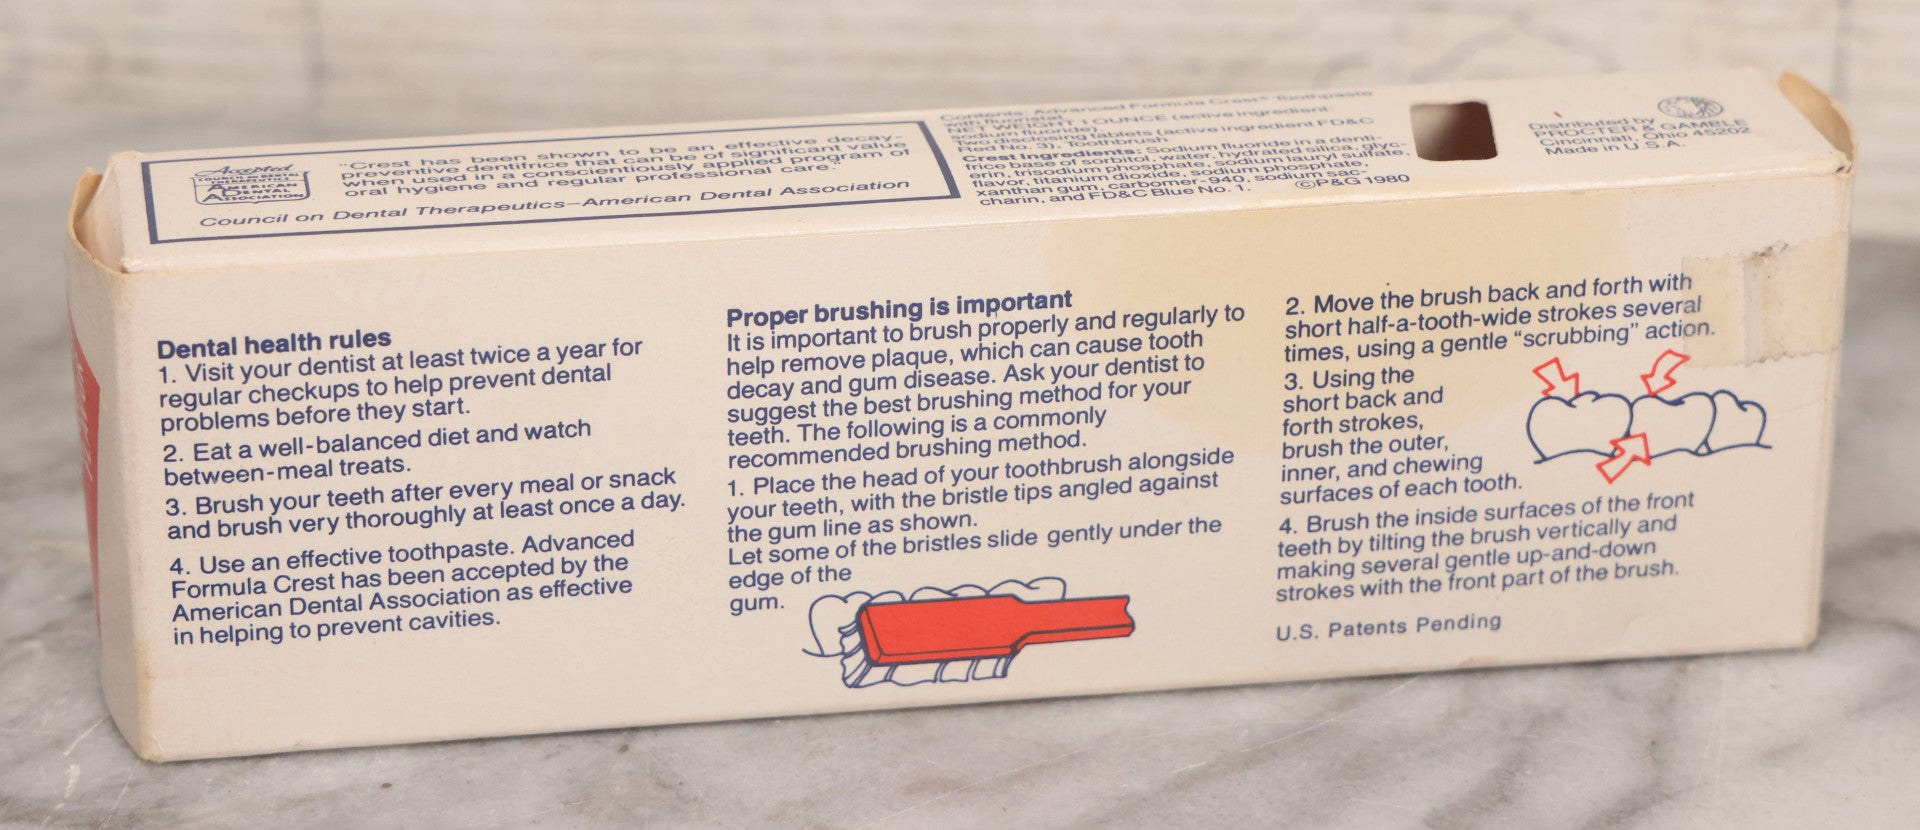 Accepted
COUNCIL ON DENTAL
THERAPEUTICS
AMERICAN
DENTAL
ASSOCIATION
"Crest has been shown to be an effective decay-
preventive dentifrice that can be of significant value
when used in a conscientiously applied program of
oral hygiene and regular professional care."
Council on Dental Therapeutics—American Dental Association
Contents: Advanced Formula Crest® Toothpaste
with fluoristat
NET WEIGHT 1 OUNCE (active ingredient:
sodium fluoride).
Two disclosing tablets (active ingredient FD&C
Red No. 3). Toothbrush.
Crest Ingredients: Sodium fluoride in a denti-
frice base of sorbitol, water, hydrated silica, glyc-
erin, trisodium phosphate, sodium lauryl sulfate,
flavor, titanium dioxide, sodium phosphate,
xanthan gum, carbomer-940, sodium sac-
charin, and FD&C Blue No. 1. ©P&G 1980
Distributed by
PROCTER & GAMBLE
Cincinnati, Ohio 45202
Made in U.S.A.
Dental health rules
1. Visit your dentist at least twice a year for
regular checkups to help prevent dental
problems before they start.
2. Eat a well-balanced diet and watch
between-meal treats.
3. Brush your teeth after every meal or snack
and brush very thoroughly at least once a day.
4. Use an effective toothpaste. Advanced
Formula Crest has been accepted by the
American Dental Association as effective
in helping to prevent cavities.
Proper brushing is important
It is important to brush properly and regularly to
help remove plaque, which can cause tooth
decay and gum disease. Ask your dentist to
suggest the best brushing method for your
teeth. The following is a commonly
recommended brushing method.
1. Place the head of your toothbrush alongside
your teeth, with the bristle tips angled against
the gum line as shown.
Let some of the bristles slide gently under the
edge of the
gum.
2. Move the brush back and forth with
short half-a-tooth-wide strokes several
times, using a gentle "scrubbing" action.
3. Using the
short back and
forth strokes,
brush the outer,
inner, and chewing
surfaces of each tooth.
4. Brush the inside surfaces of the front
teeth by tilting the brush vertically and
making several gentle up-and-down
strokes with the front part of the brush.
U.S. Patents Pending